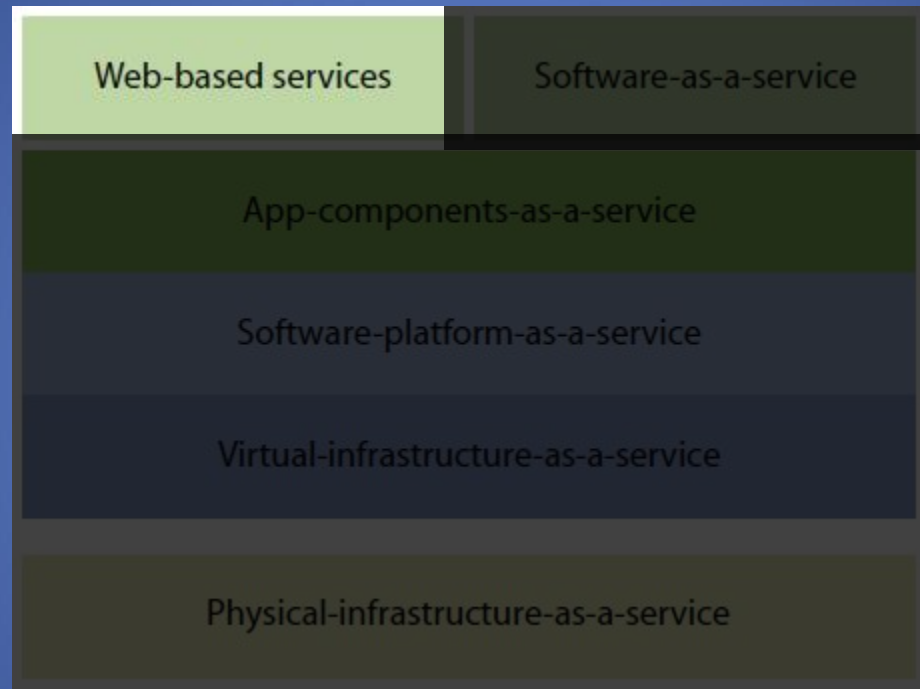 Web-based services
Software-as-a-service
App-components-as-a-service
Software-platform-as-a-service
Virtual-infrastructure-as-a-service
Physical-infrastructure-as-a-service